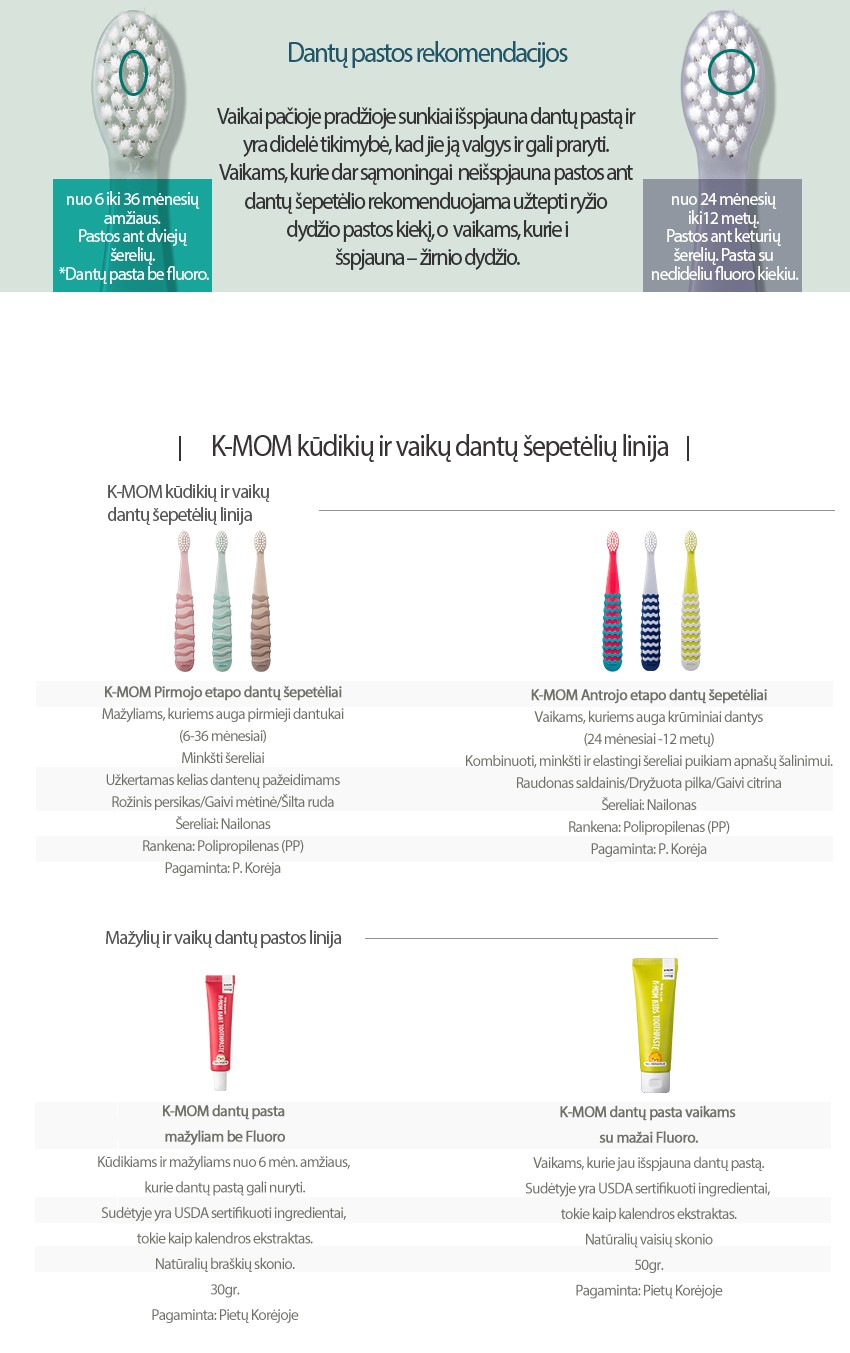 Dantų pastos rekomendacijos
Vaikai pačioje pradžioje sunkiai išspjauna dantų pastą ir
yra didelė tikimybė, kad jie ją valgys ir gali praryti.
Vaikams, kurie dar sąmoningai neišspjauna pastos ant
dantų šepetėlio rekomenduojama užtepti ryžio
dydžio pastos kiekį, o vaikams, kurie i
špjauna – žirnio dydžio.
nuo 6 iki 36 mėnesių
amžiaus.
Pastos ant dviejų
šerelių.
*Dantų pasta be fluoro.
nuo 24 mėnesių
iki12 metų.
Pastos ant keturių
šerelių. Pasta su
nedideliu fluoro kiekiu.
| K-MOM kūdikių ir vaikų dantų šepetėlių linija |
K-MOM kūdikių ir vaikų
dantų šepetėlių linija
K-MOM Pirmojo etapo dantų šepetėliai
Mažyliams, kuriems auga pirmieji dantukai
(6-36 mėnesiai)
Minkšti šereliai
Užkertamas kelias dantenų pažeidimams
Rožinis persikas/Gaivi mėtinė/Šilta ruda
Šereliai: Nailonas
Rankena: Polipropilenas (PP)
Pagaminta: P. Korėja
K-MOM Antrojo etapo dantų šepetėliai
Vaikams, kuriems auga krūminiai dantys
(24 mėnesiai -12 metų)
Kombinuoti, minkšti ir elastingi šereliai puikiam apnašų šalinimui.
Raudonas saldainis/Dryžuota pilka/Gaivi citrina
Šereliai: Nailonas
Rankena: Polipropilenas (PP)
Pagaminta: P. Korėja
Mažylių ir vaikų dantų pastos linija
K-MOM BABY TOOTHPASTE
K-MOM KIDS TOOTHPASTE
K-MOM dantų pasta
mažyliam be Fluoro
Kūdikiams ir mažyliams nuo 6 mėn. amžiaus,
kurie dantų pastą gali nuryti.
Sudėtyje yra USDA sertifikuoti ingredientai,
tokie kaip kalendros ekstraktas.
Natūralių braškių skonio.
30gr.
Pagaminta: Pietų Korėjoje
K-MOM dantų pasta vaikams
su mažai Fluoro.
Vaikams, kurie jau išspjauna dantų pastą.
Sudėtyje yra USDA sertifikuoti ingredientai,
tokie kaip kalendros ekstraktas.
Natūralių vaisių skonio
50gr.
Pagaminta: Pietų Korėjoje